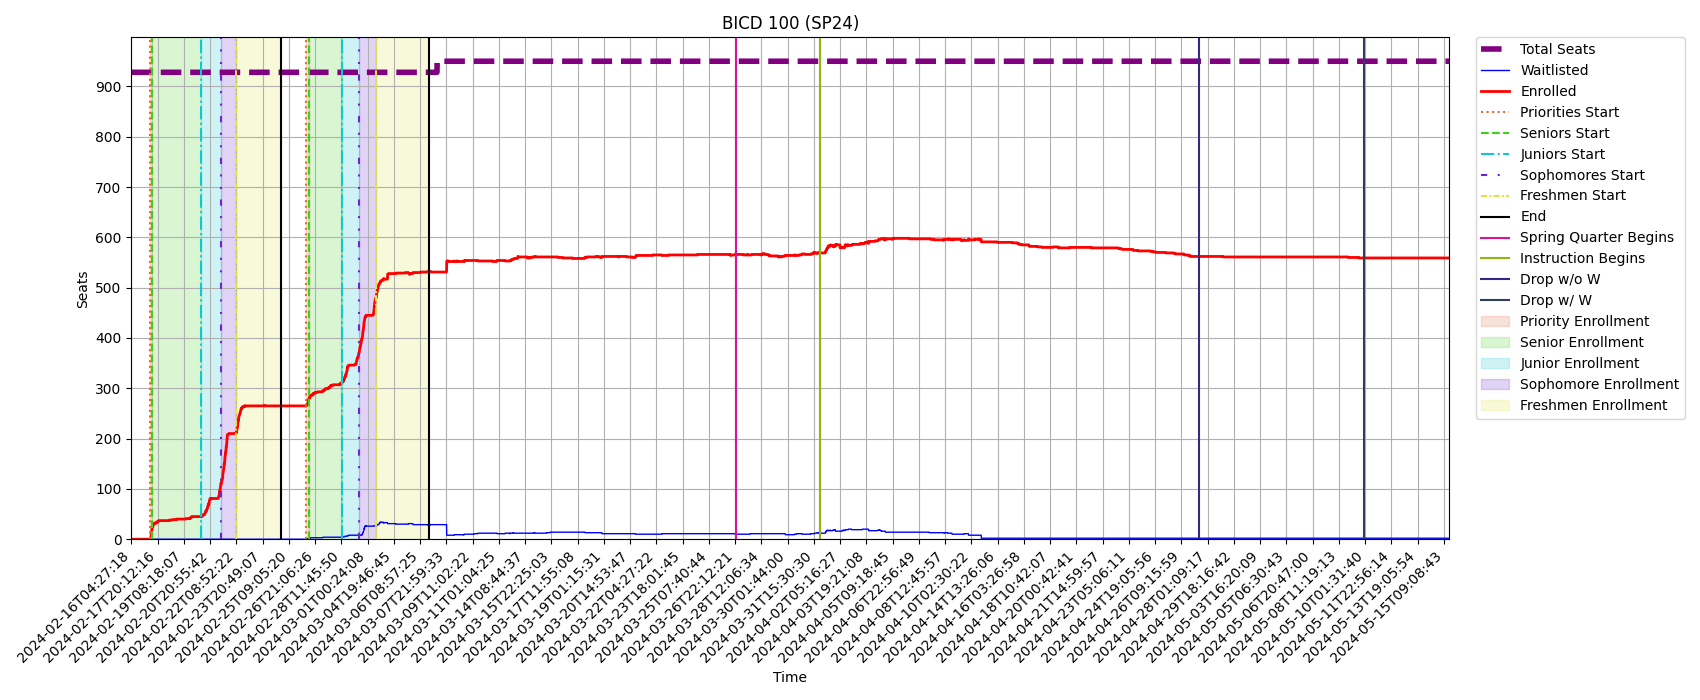 BICD 100 (SP24)
Seats
900
800
700
600
500
400
300
200
100
0
2024-02-16T04:27:18
2024-02-17T20:12:16
2024-02-19T08:18:07
2024-02-20T20:55:42
2024-02-22T08:52:22
2024-02-23T20:49:07
2024-02-25T09:05:20
2024-02-26T21:06:26
2024-02-28T11:45:50
2024-03-01T00:24:08
2024-03-04T19:46:45
2024-03-06T08:57:25
2024-03-07T21:59:33
2024-03-09T11:02:22
2024-03-11T01:04:25
2024-03-14T08:44:37
2024-03-15T22:25:03
2024-03-17T11:55:08
2024-03-19T01:15:31
2024-03-20T14:53:47
2024-03-22T04:27:22
2024-03-23T18:01:45
2024-03-25T07:40:44
2024-03-26T22:12:21
2024-03-28T12:06:34
2024-03-30T01:44:00
2024-03-31T15:30:30
2024-04-02T05:16:27
2024-04-03T19:21:08
2024-04-05T09:18:45
2024-04-06T22:56:49
2024-04-08T12:45:57
2024-04-10T02:30:22
2024-04-14T13:26:06
2024-04-16T03:26:58
2024-04-18T10:42:07
2024-04-20T00:42:41
2024-04-21T14:59:57
2024-04-23T05:06:11
2024-04-24T19:05:56
2024-04-26T09:15:59
2024-04-28T01:09:17
2024-04-29T18:16:42
2024-05-03T16:20:09
2024-05-05T06:30:43
2024-05-06T20:47:00
2024-05-08T11:19:13
2024-05-10T01:31:40
2024-05-11T22:56:14
2024-05-13T19:05:54
2024-05-15T09:08:43
Time
Total Seats
Waitlisted
Enrolled
Priorities Start
Seniors Start
Juniors Start
Sophomores Start
Freshmen Start
End
Spring Quarter Begins
Instruction Begins
Drop w/o W
Drop w/ W
Priority Enrollment
Senior Enrollment
Junior Enrollment
Sophomore Enrollment
Freshmen Enrollment